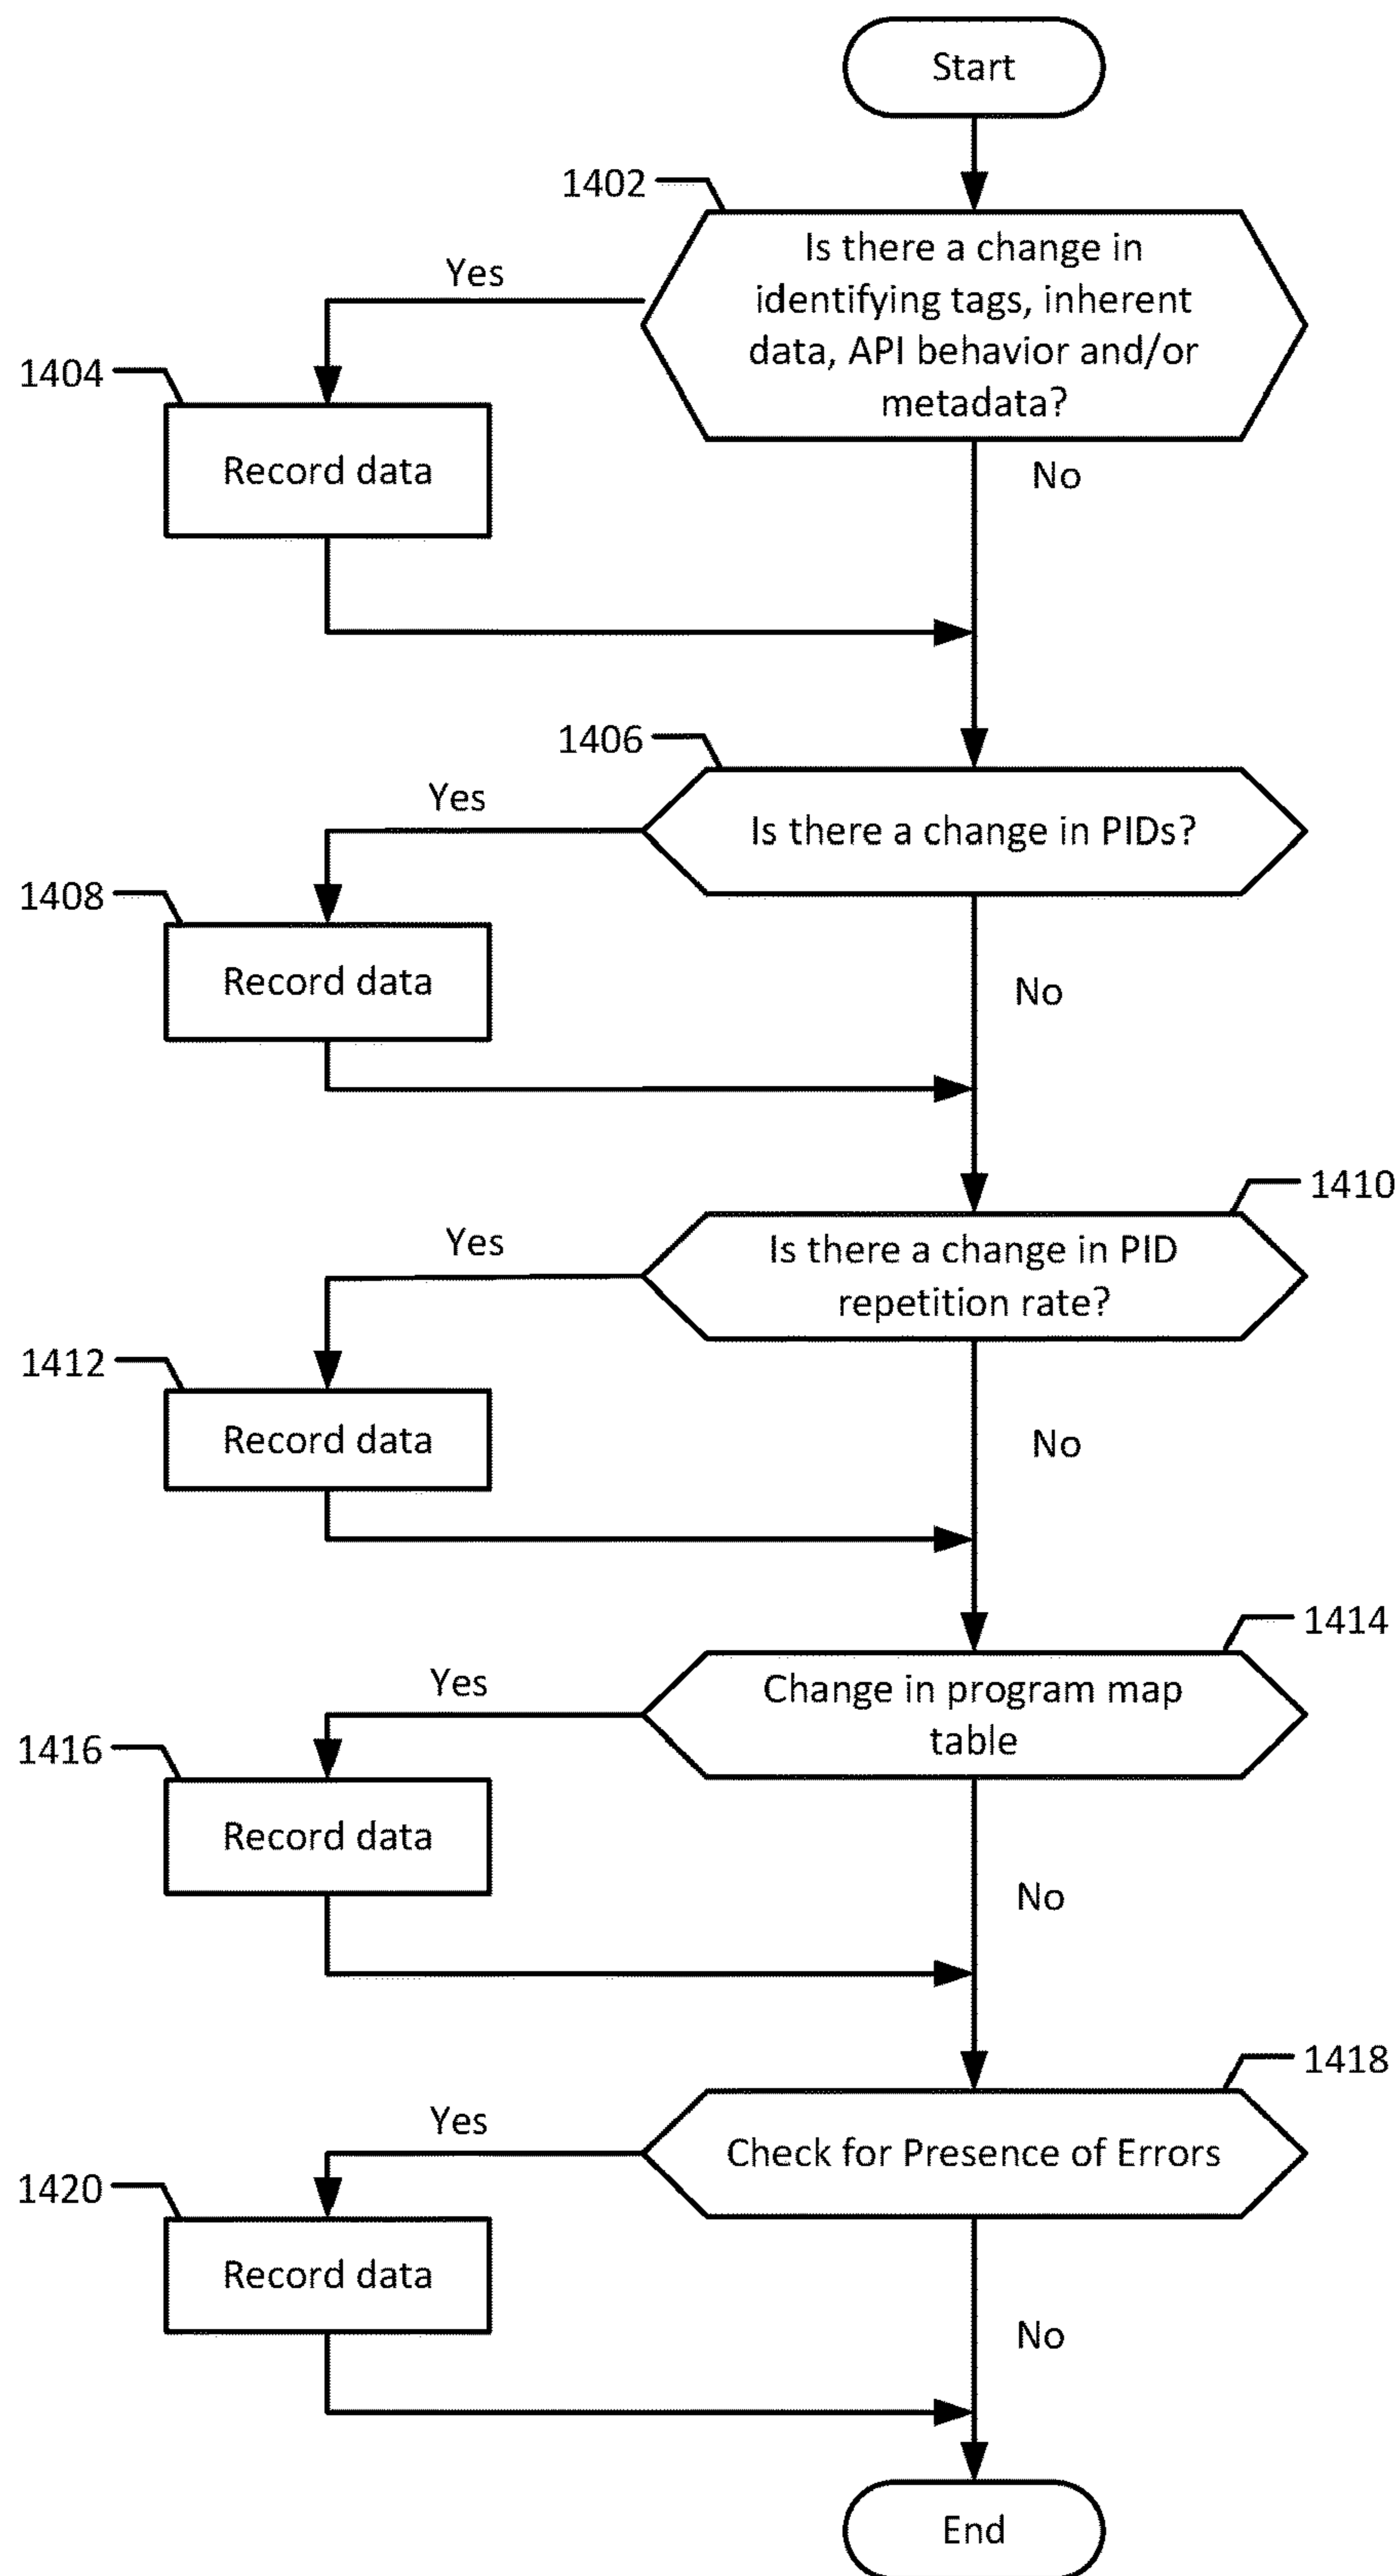 Start
1402
Is there a change in
identifying tags, inherent
data, API behavior and/or
metadata?
Yes
1404
Record data
No
1406
Is there a change in PIDs?
Yes
1408
Record data
No
1410
Is there a change in PID
repetition rate?
Yes
1412
Record data
No
1414
Change in program map
table
Yes
1416
Record data
No
1418
Check for Presence of Errors
Yes
1420
Record data
No
End